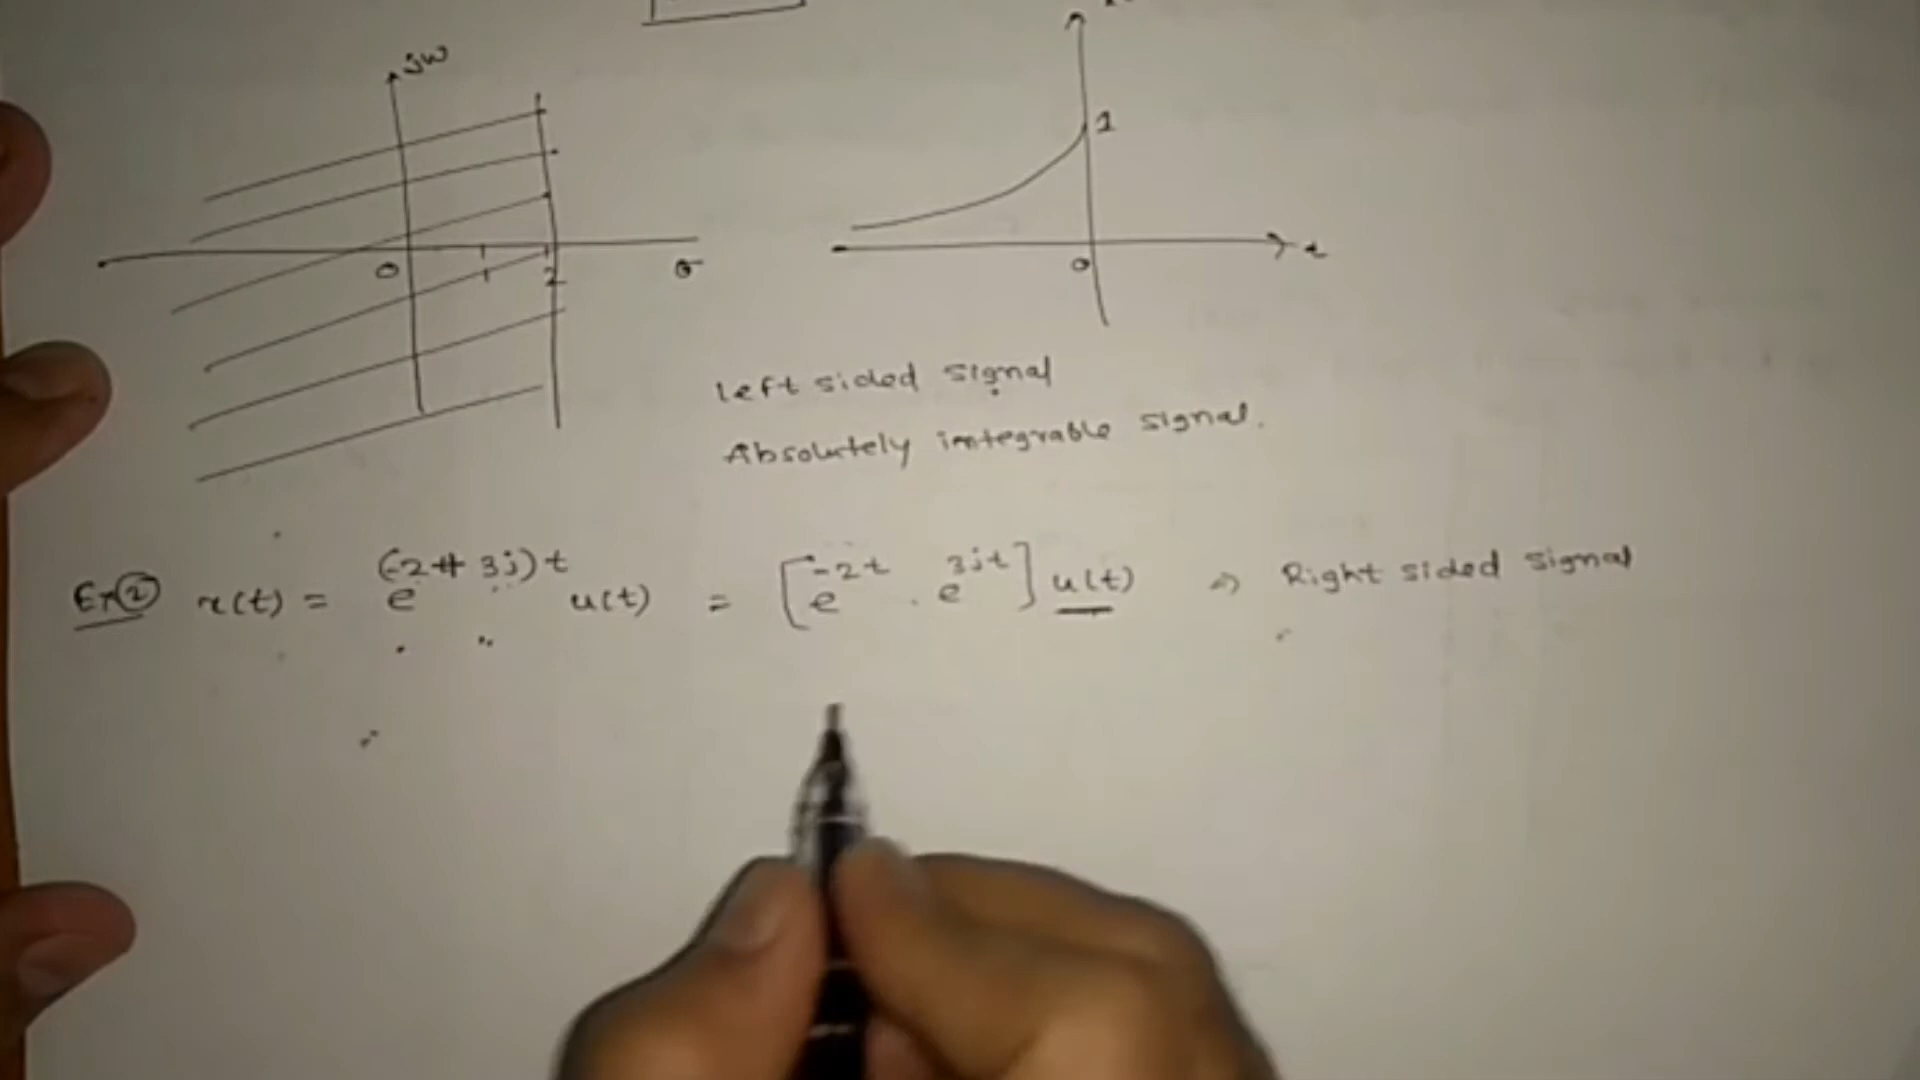 jω
0
2
σ
1
0
t
Left sided signal
Absolutely integrable signal.
Ex② x(t) = e^(-2+3j)t u(t) = [e^-2t . e^3jt] u(t) ⇒ Right sided signal